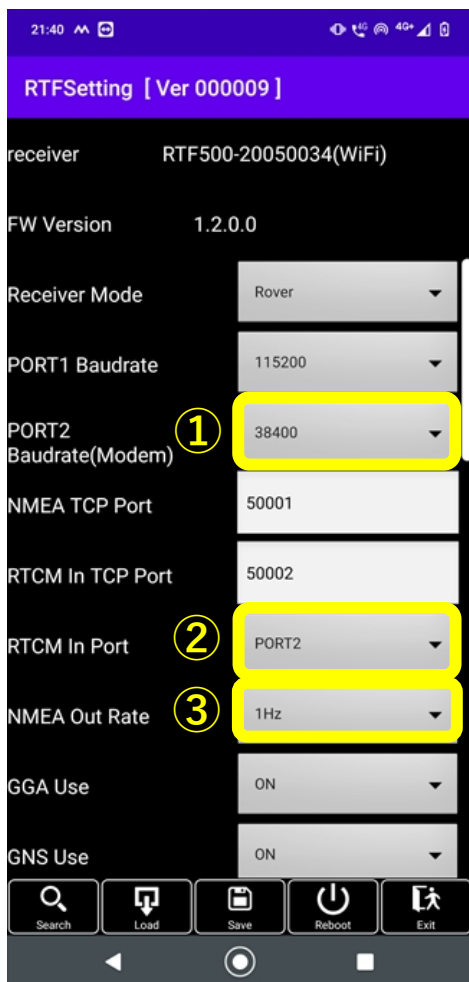 21:40 4G 4G+
RTFSetting [ Ver 000009 ]
receiver RTF500-20050034(WiFi)
FW Version 1.2.0.0
Receiver Mode Rover
PORT1 Baudrate 115200
PORT2
Baudrate(Modem) ① 38400
NMEA TCP Port 50001
RTCM In TCP Port 50002
RTCM In Port ② PORT2
NMEA Out Rate ③ 1Hz
GGA Use ON
GNS Use ON
Search Load Save Reboot Exit